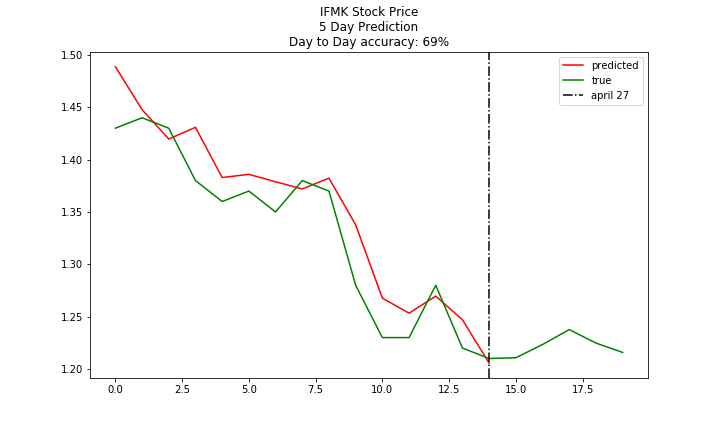 IFMK Stock Price
5 Day Prediction
Day to Day accuracy: 69%
1.50
1.45
1.40
1.35
1.30
1.25
1.20
predicted
true
april 27
0.0
2.5
5.0
7.5
10.0
12.5
15.0
17.5